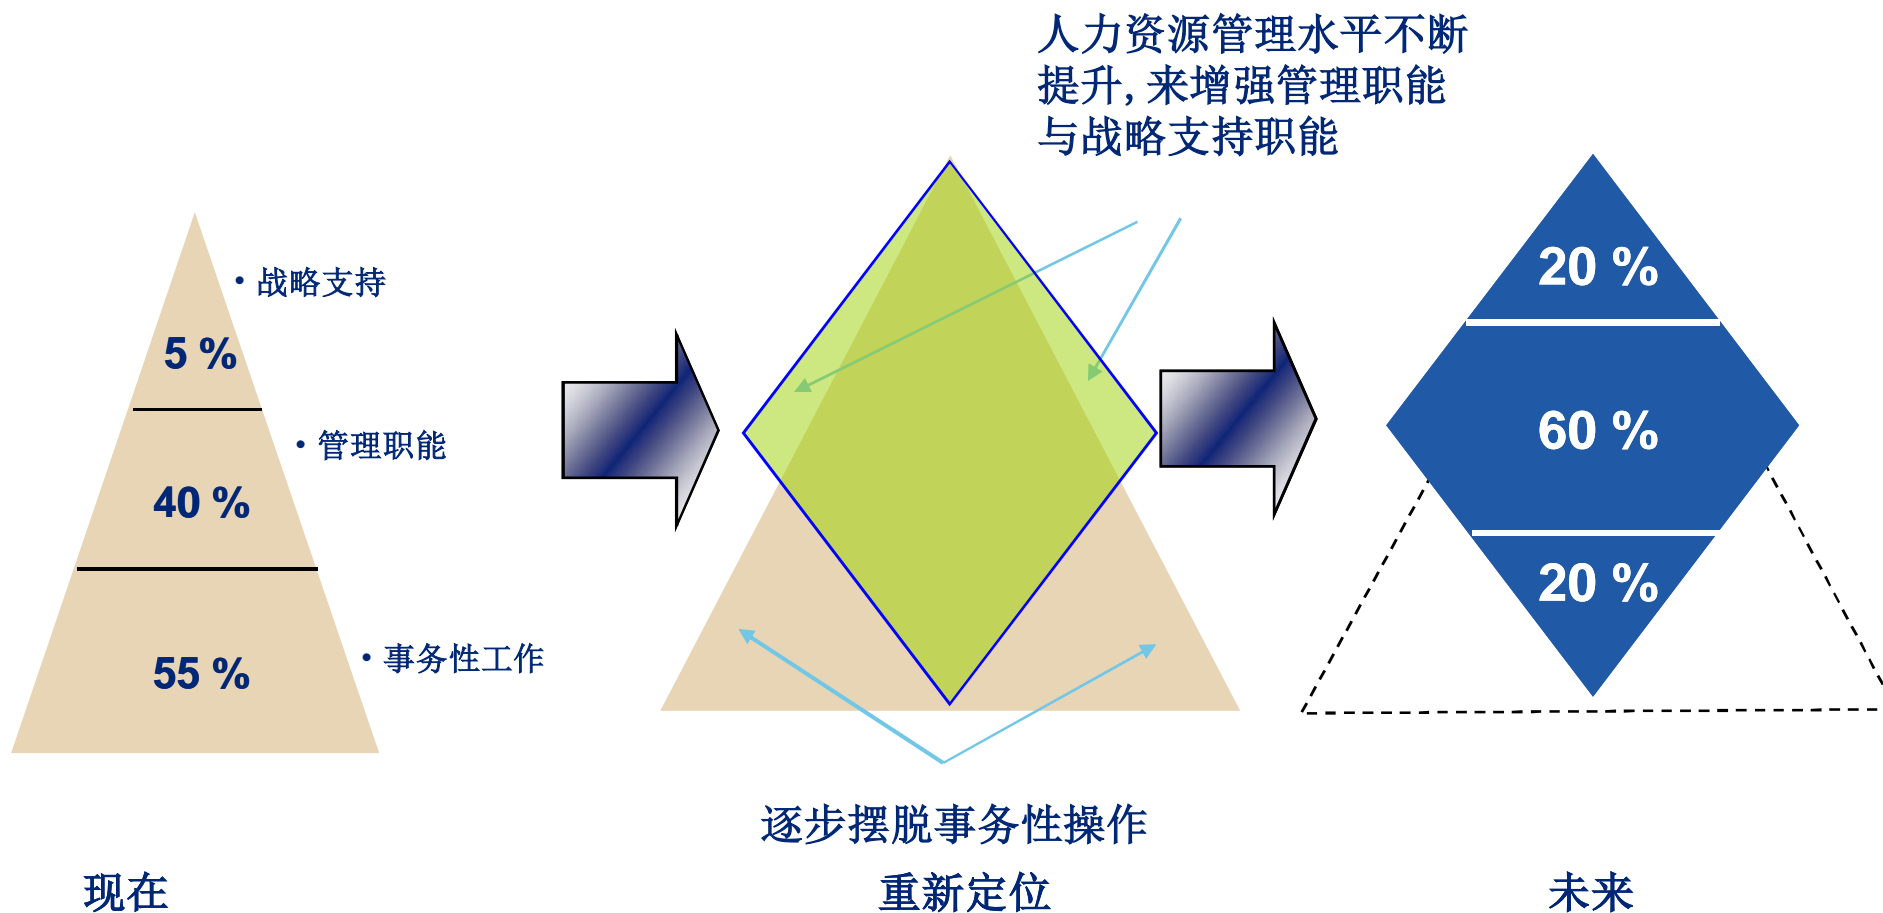 人力资源管理水平不断
提升, 来增强管理职能
与战略支持职能
• 战略支持
5 %
• 管理职能
40 %
• 事务性工作
55 %
20 %
60 %
20 %
逐步摆脱事务性操作
现在
重新定位
未来